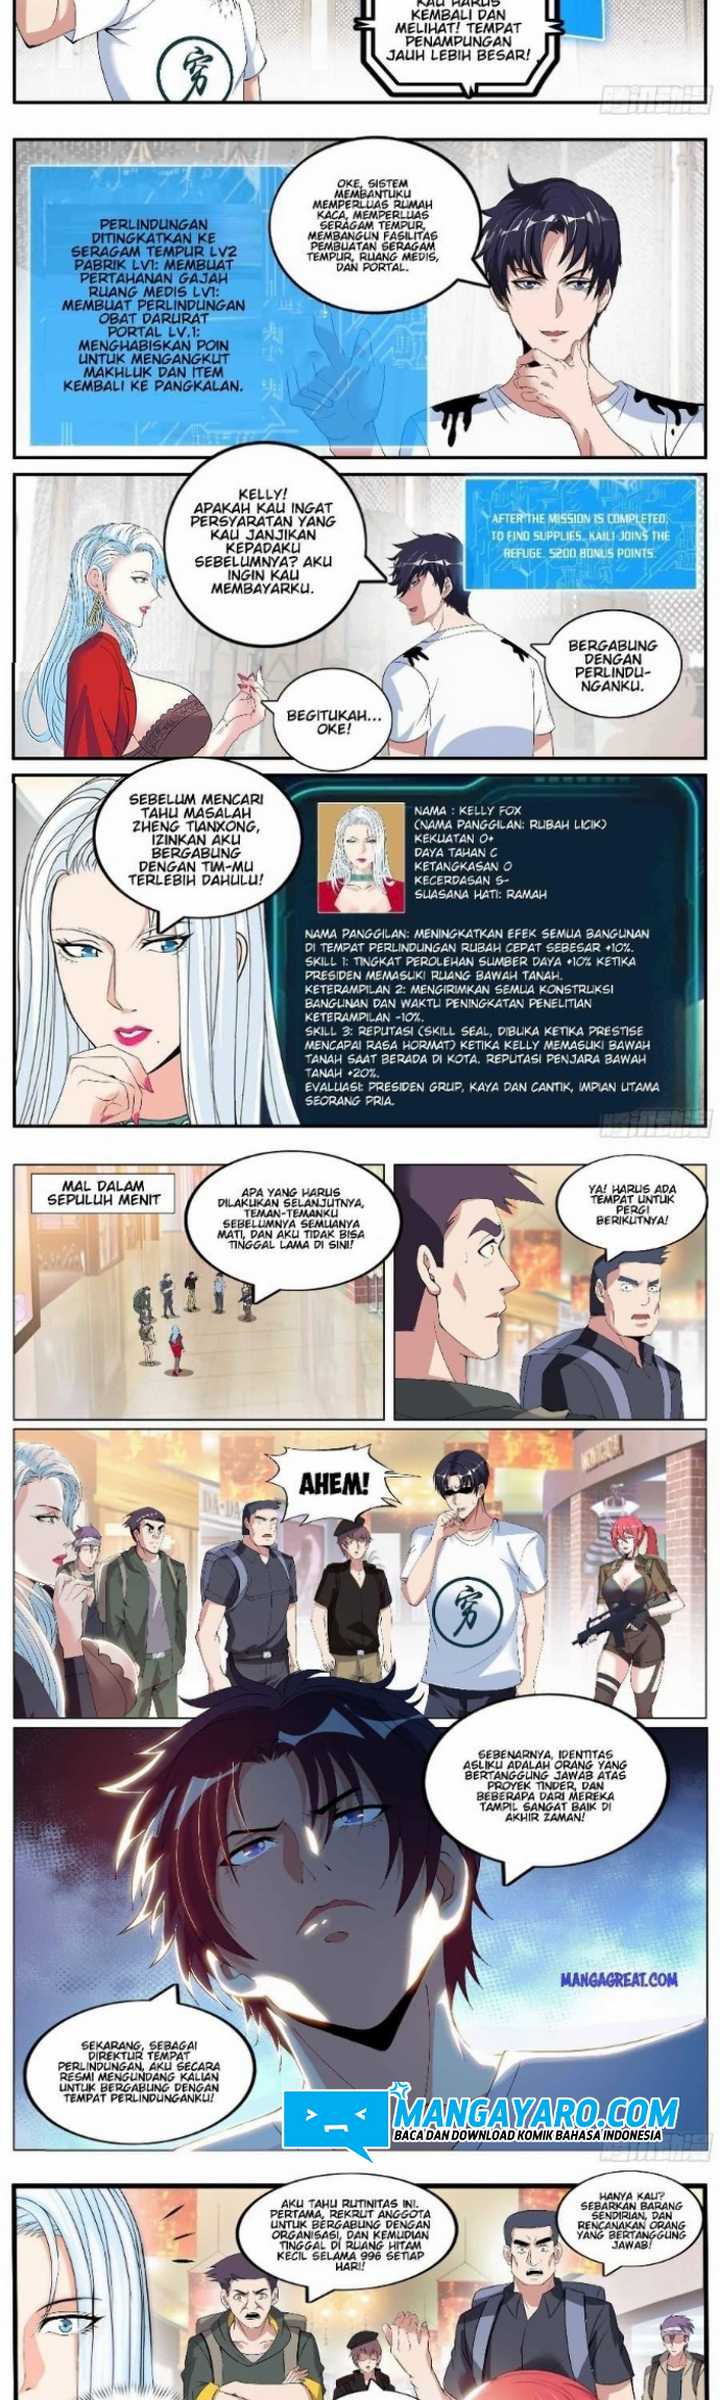 KAU HARUS
KEMBALI DAN
MELIHAT! TEMPAT
PENAMPUNGAN
JAUH LEBIH BESAR!
穷
PERLINDUNGAN
DITINGKATKAN KE
SERAGAM TEMPUR LV2
PABRIK LV1: MEMBUAT
PERTAHANAN GAJAH
RUANG MEDIS LV1:
MEMBUAT PERLINDUNGAN
OBAT DARURAT
PORTAL LV.1:
MENGHABISKAN POIN
UNTUK MENGANGKUT
MAKHLUK DAN ITEM
KEMBALI KE PANGKALAN.
OKE, SISTEM
MEMBANTUKU
MEMPERLUAS RUMAH
KACA, MEMPERLUAS
SERAGAM TEMPUR,
MEMBANGUN FASILITAS
PEMBUATAN SERAGAM
TEMPUR, RUANG MEDIS,
DAN PORTAL.
KELLY!
APAKAH KAU INGAT
PERSYARATAN YANG
KAU JANJIKAN
KEPADAKU
SEBELUMNYA? AKU
INGIN KAU
MEMBAYARKU.
AFTER THE MISSION IS COMPLETED,
TO FIND SUPPLIES, KAILI JOINS THE
REFUGE. 5200 BONUS POINTS.
BERGABUNG
DENGAN
PERLINDU-
NGANKU.
BEGITUKAH...
OKE!
SEBELUM MENCARI
TAHU MASALAH
ZHENG TIANXONG,
IZINKAN AKU
BERGABUNG
DENGAN TIM-MU
TERLEBIH DAHULU!
NAMA : KELLY FOX
(NAMA PANGGILAN: RUBAH LICIK)
KEKUATAN D+
DAYA TAHAN C
KETANGKASAN D
KECERDASAN S-
SUASANA HATI: RAMAH
NAMA PANGGILAN: MENINGKATKAN EFEK SEMUA BANGUNAN
DI TEMPAT PERLINDUNGAN RUBAH CEPAT SEBESAR +10%.
SKILL 1: TINGKAT PEROLEHAN SUMBER DAYA +10% KETIKA
PRESIDEN MEMASUKI RUANG BAWAH TANAH.
KETERAMPILAN 2: MENGIRIMKAN SEMUA KONSTRUKSI
BANGUNAN DAN WAKTU PENINGKATAN PENELITIAN
KETERAMPILAN -10%.
SKILL 3: REPUTASI (SKILL SEAL, DIBUKA KETIKA PRESTISE
MENCAPAI RASA HORMAT) KETIKA KELLY MEMASUKI BAWAH
TANAH SAAT BERADA DI KOTA. REPUTASI PENJARA BAWAH
TANAH +20%.
EVALUASI: PRESIDEN GRUP, KAYA DAN CANTIK, IMPIAN UTAMA
SEORANG PRIA.
MAL DALAM
SEPULUH MENIT
APA YANG HARUS
DILAKUKAN SELANJUTNYA,
TEMAN-TEMANKU
SEBELUMNYA SEMUANYA
MATI, DAN AKU TIDAK BISA
TINGGAL LAMA DI SINI!
YA! HARUS ADA
TEMPAT UNTUK
PERGI
BERIKUTNYA!
AHEM!
穷
SEBENARNYA, IDENTITAS
ASLIKU ADALAH ORANG YANG
BERTANGGUNG JAWAB ATAS
PROYEK TINDER, DAN
BEBERAPA DARI MEREKA
TAMPIL SANGAT BAIK DI
AKHIR ZAMAN!
MANGAGREAT.COM
SEKARANG, SEBAGAI
DIREKTUR TEMPAT
PERLINDUNGAN, AKU SECARA
RESMI MENGUNDANG KALIAN
UNTUK BERGABUNG DENGAN
TEMPAT PERLINDUNGANKU!
MANGAYARO.COM
BACA DAN DOWNLOAD KOMIK BAHASA INDONESIA
AKU TAHU RUTINITAS INI.
PERTAMA, REKRUT ANGGOTA
UNTUK BERGABUNG DENGAN
ORGANISASI, DAN KEMUDIAN
TINGGAL DI RUANG HITAM
KECIL SELAMA 996 SETIAP
HARI!
HANYA KAU?
SEBARKAN BARANG
SENDIRIAN, DAN
RENCANAKAN ORANG
YANG BERTANGGUNG
JAWAB!